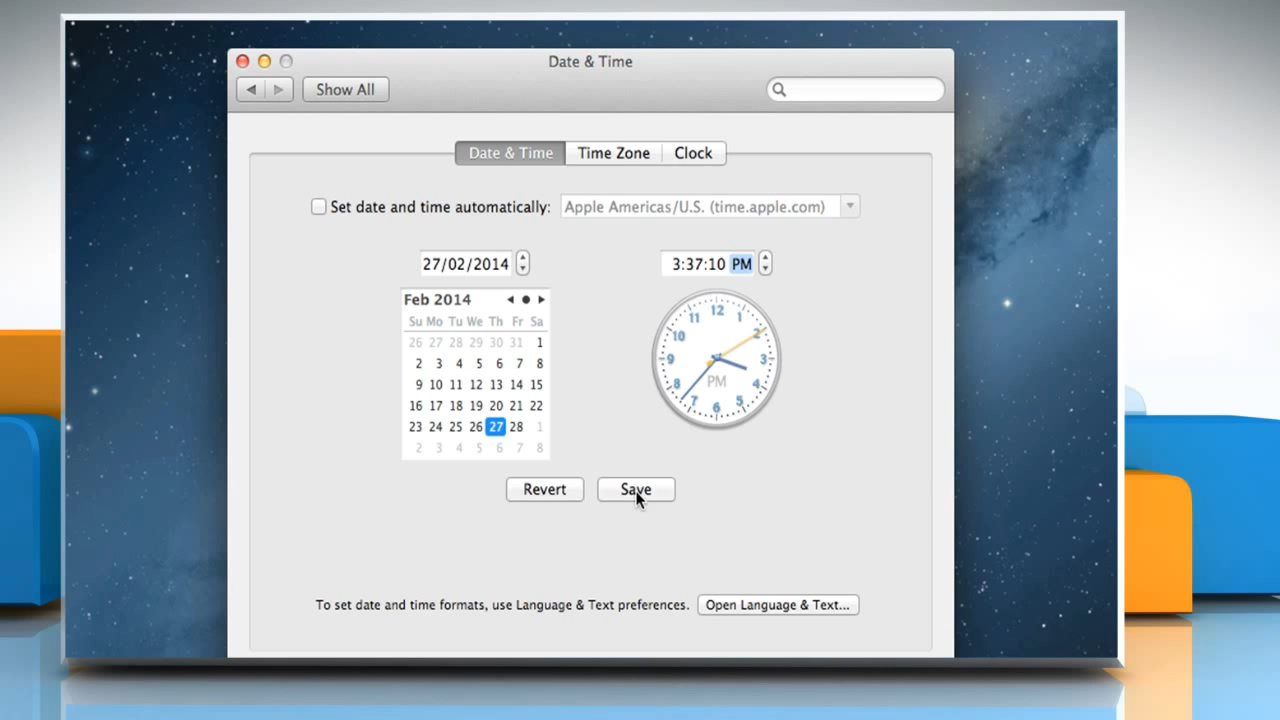 Date & Time
Show All
Date & Time Time Zone Clock
Set date and time automatically: Apple Americas/U.S. (time.apple.com)
27/02/2014 3:37:10 PM
Feb 2014
Su Mo Tu We Th Fr Sa
26 27 28 29 30 31 1
2 3 4 5 6 7 8
9 10 11 12 13 14 15
16 17 18 19 20 21 22
23 24 25 26 27 28 1
2 3 4 5 6 7 8
12 1 2 3 4 5 6 7 8 9 10 11
PM
Revert Save
To set date and time formats, use Language & Text preferences. Open Language & Text...